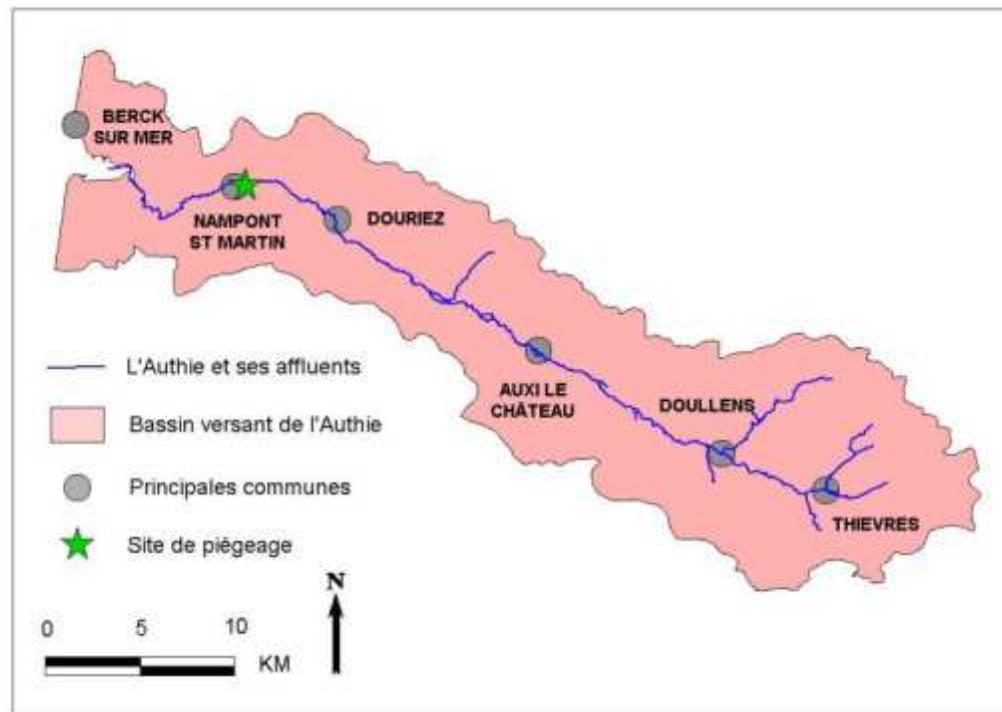 BERCK
SUR MER
NAMPONT
ST MARTIN
DOURIEZ
AUXI LE
CHÂTEAU
DOULLENS
THIEVRES
L'Authie et ses affluents
Bassin versant de l'Authie
Principales communes
Site de piégeage
N
0 5 10
KM